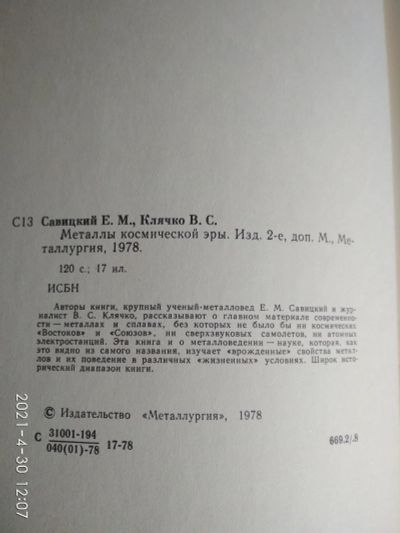 С13 Савицкий Е. М., Клячко В. С.
Металлы космической эры. Изд. 2-е, доп. М., Ме-
таллургия, 1978.
120 с.; 17 ил.
ИСБН
Авторы книги, крупный ученый-металловед Е. М. Савицкий и жур-
налист В. С. Клячко, рассказывают о главном материале современно-
сти — металлах и сплавах, без которых не было бы ни космических
«Востоков» и «Союзов», ни сверхзвуковых самолетов, ни атомных
электростанций. Эта книга и о металловедении — науке, которая, как
это видно из самого названия, изучает «врожденные» свойства метал-
лов и их поведение в различных «жизненных» условиях. Широк исто-
рический диапазон книги.
© Издательство «Металлургия», 1978
С 31001-194
040(01)-78 17-78
669.2/.8
2021-4-30 12:07